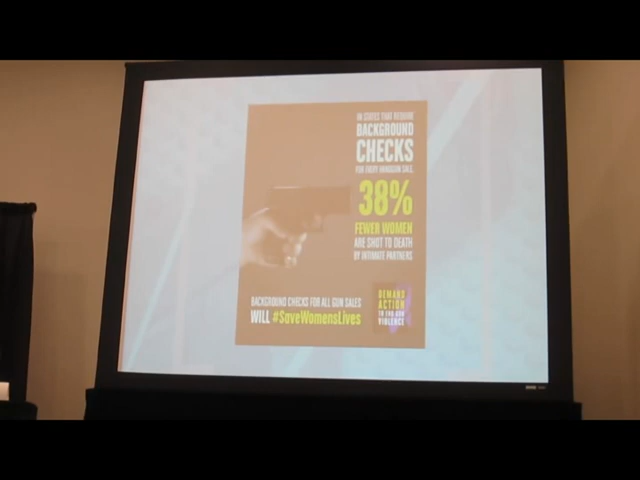 IN STATES THAT REQUIRE
BACKGROUND
CHECKS
FOR EVERY HANDGUN SALE
38%
FEWER WOMEN
ARE SHOT TO DEATH
BY INTIMATE PARTNERS
BACKGROUND CHECKS FOR ALL GUN SALES
WILL #SaveWomensLives
DEMAND
ACTION
TO END GUN
VIOLENCE